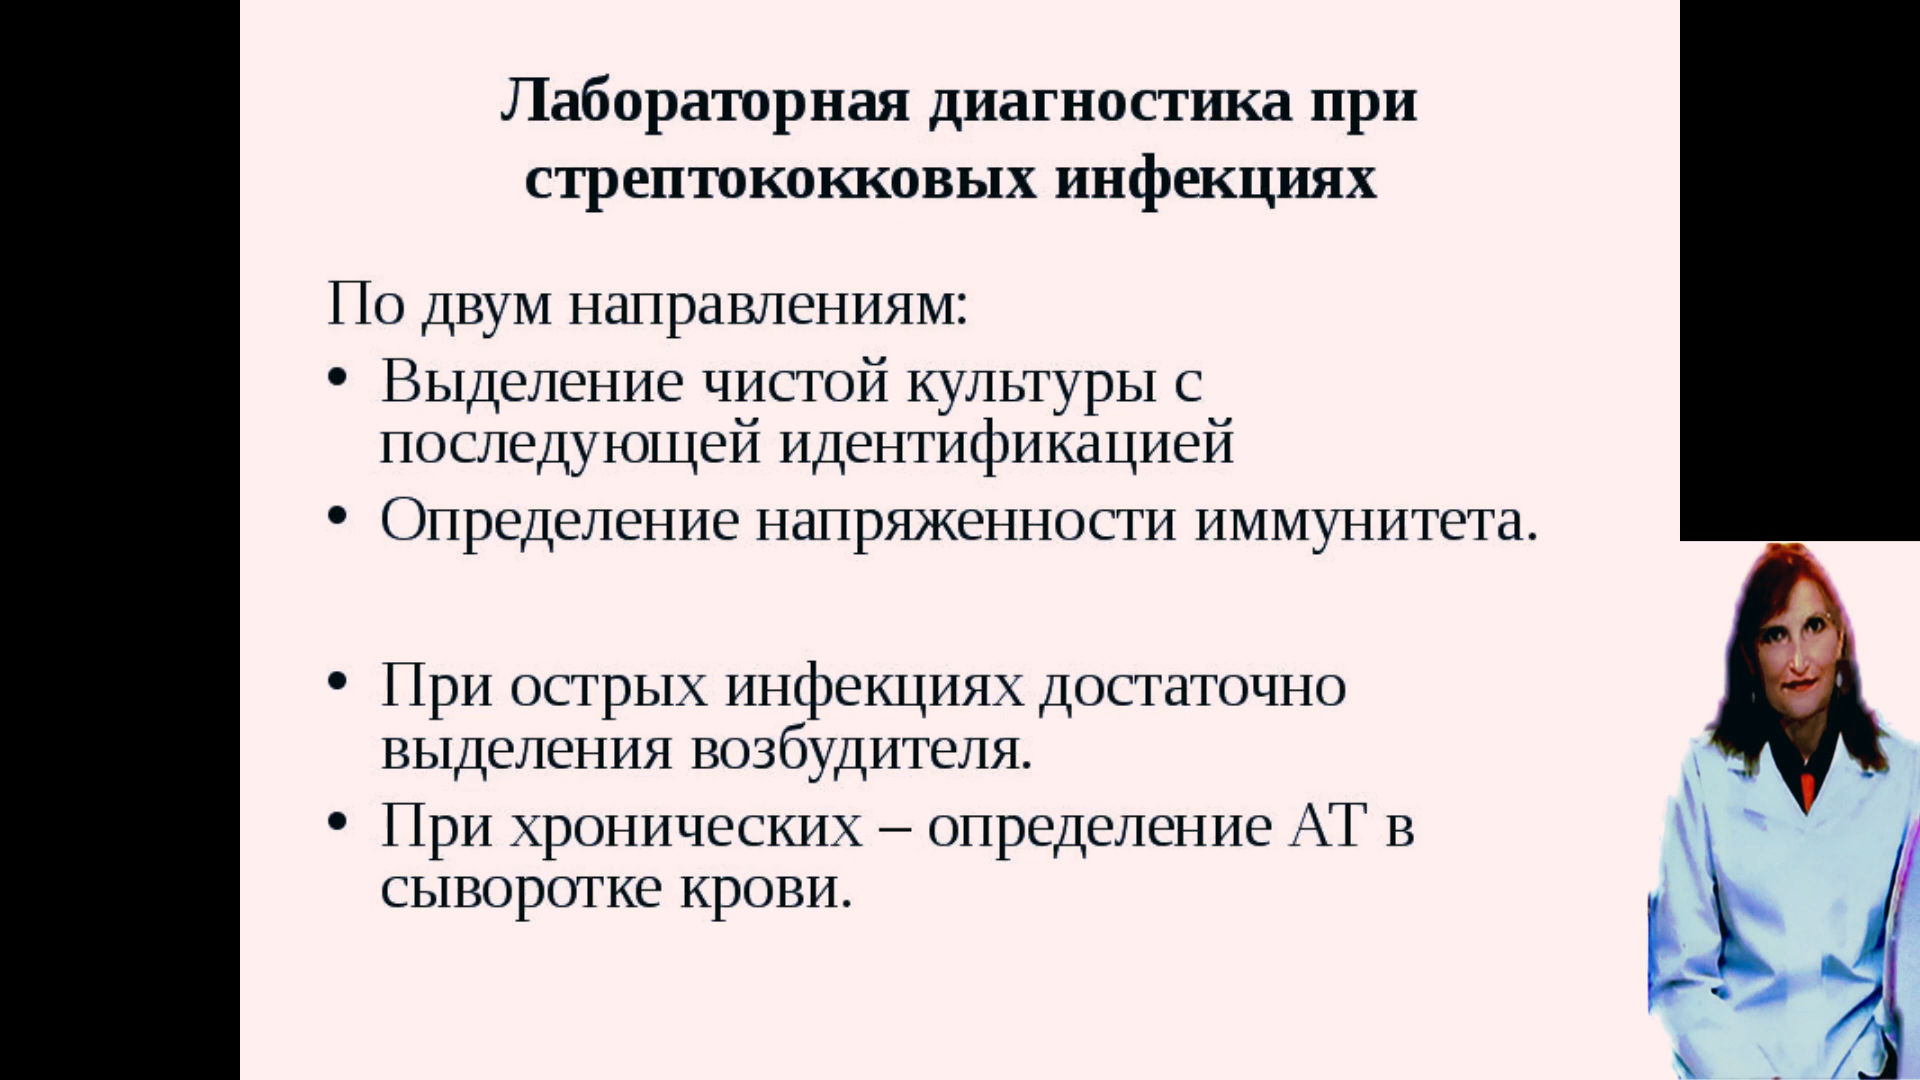 Лабораторная диагностика при
стрептококковых инфекциях
По двум направлениям:
• Выделение чистой культуры с
последующей идентификацией
• Определение напряженности иммунитета.
• При острых инфекциях достаточно
выделения возбудителя.
• При хронических – определение АТ в
сыворотке крови.